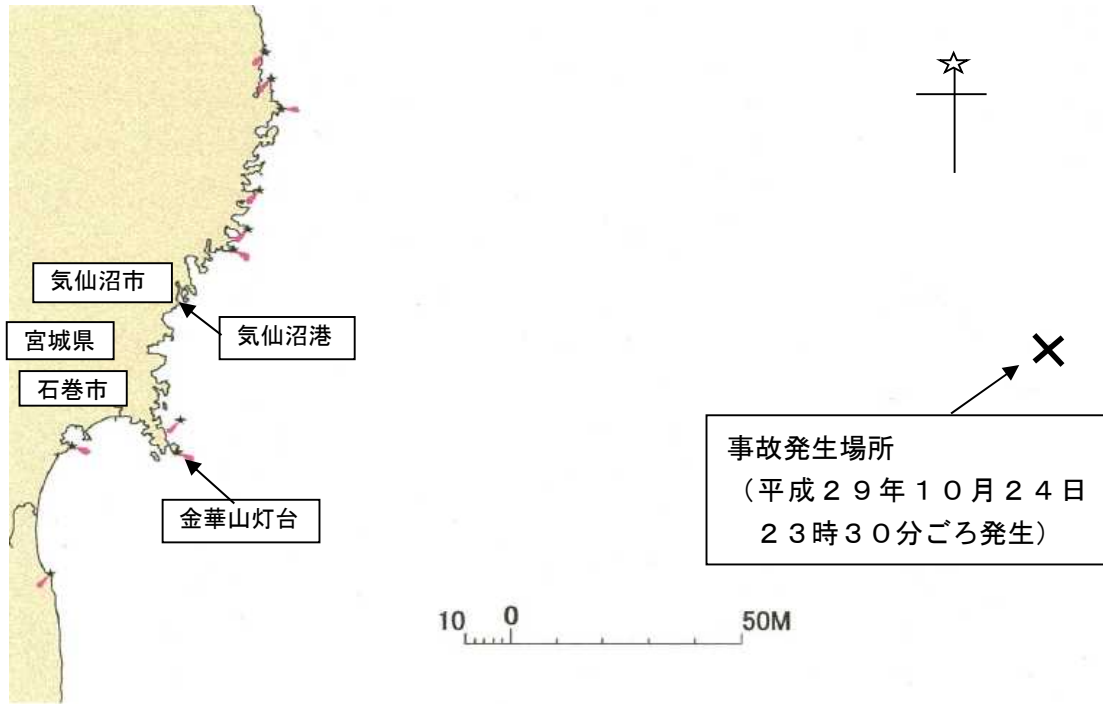 気仙沼市
気仙沼港
宮城県
石巻市
金華山灯台
事故発生場所
（平成２９年１０月２４日
２３時３０分ごろ発生）
10 0 50M